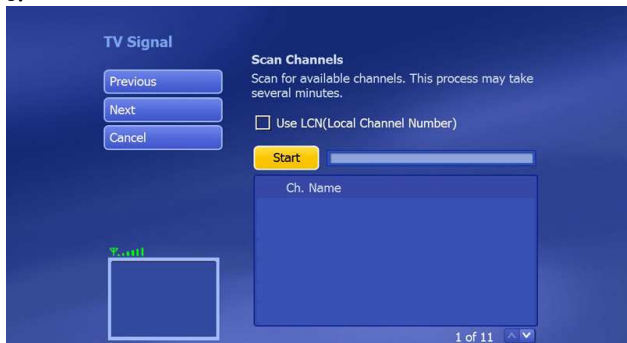 TV Signal
Scan Channels
Scan for available channels. This process may take
several minutes.
Previous
Next
Cancel
Use LCN(Local Channel Number)
Start
Ch. Name
1 of 11